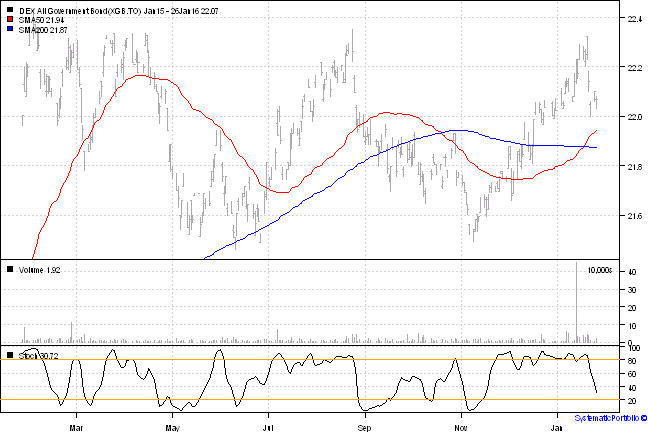 DEX All Government Bond(XGB.TO) Jan15 - 26Jan16 22.07
SMA50 21.94
SMA200 21.87
22.4
22.2
22.0
21.8
21.6
Volume 1.92
10,000s
40
30
20
10
0
Stoch 30.72
100
80
60
40
20
Mar
May
Jul
Sep
Nov
Jan
SystematicPortfolio ©